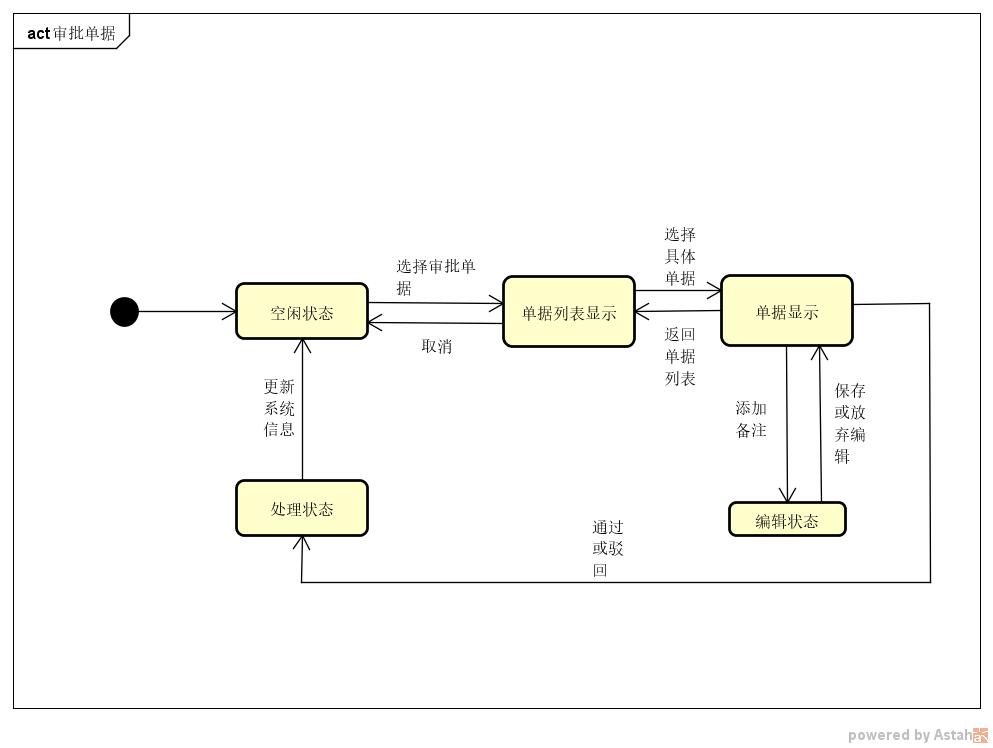 act 审批单据
选择
具体
单据
选择审批单
据
空闲状态
单据列表显示
单据显示
取消
返回
单据
列表
更新
系统
信息
添加
备注
保存
或放
弃编
辑
处理状态
编辑状态
通过
或驳
回
powered by Astah